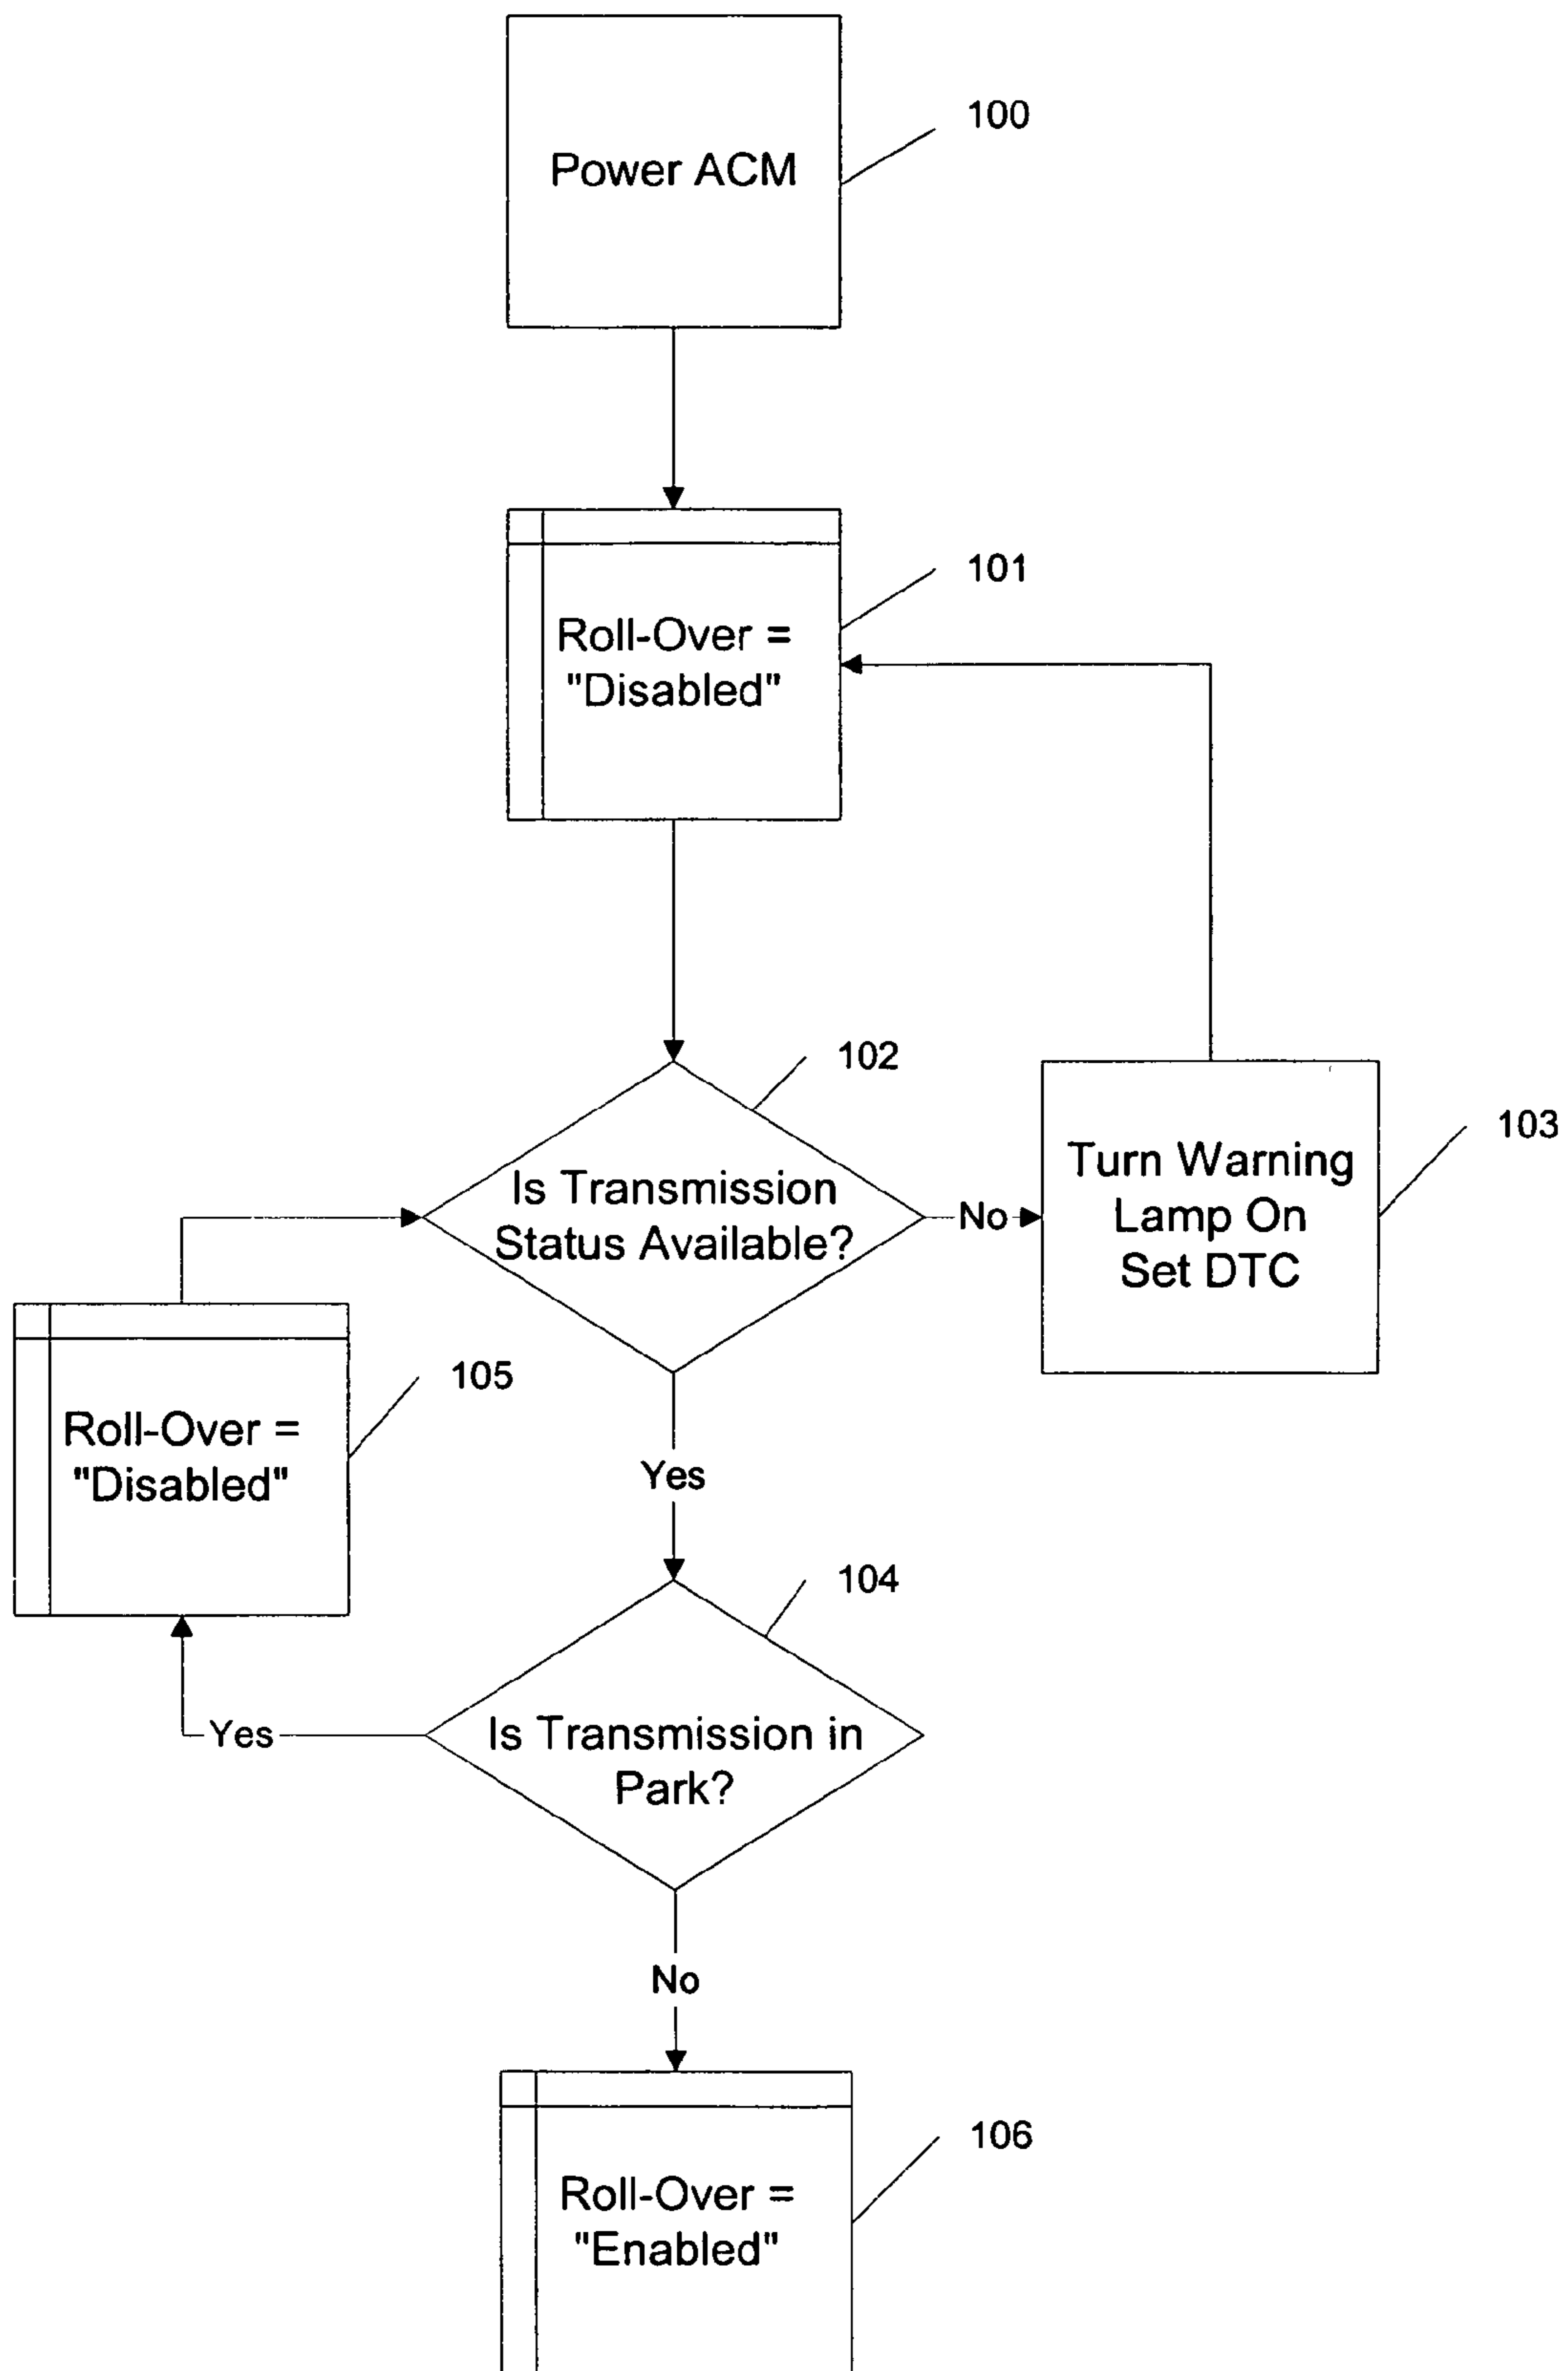 100
Power ACM
101
Roll-Over =
"Disabled"
102
103
Is Transmission
Status Available?
No
Turn Warning
Lamp On
Set DTC
105
Roll-Over =
"Disabled"
Yes
104
Is Transmission in
Park?
Yes
No
106
Roll-Over =
"Enabled"